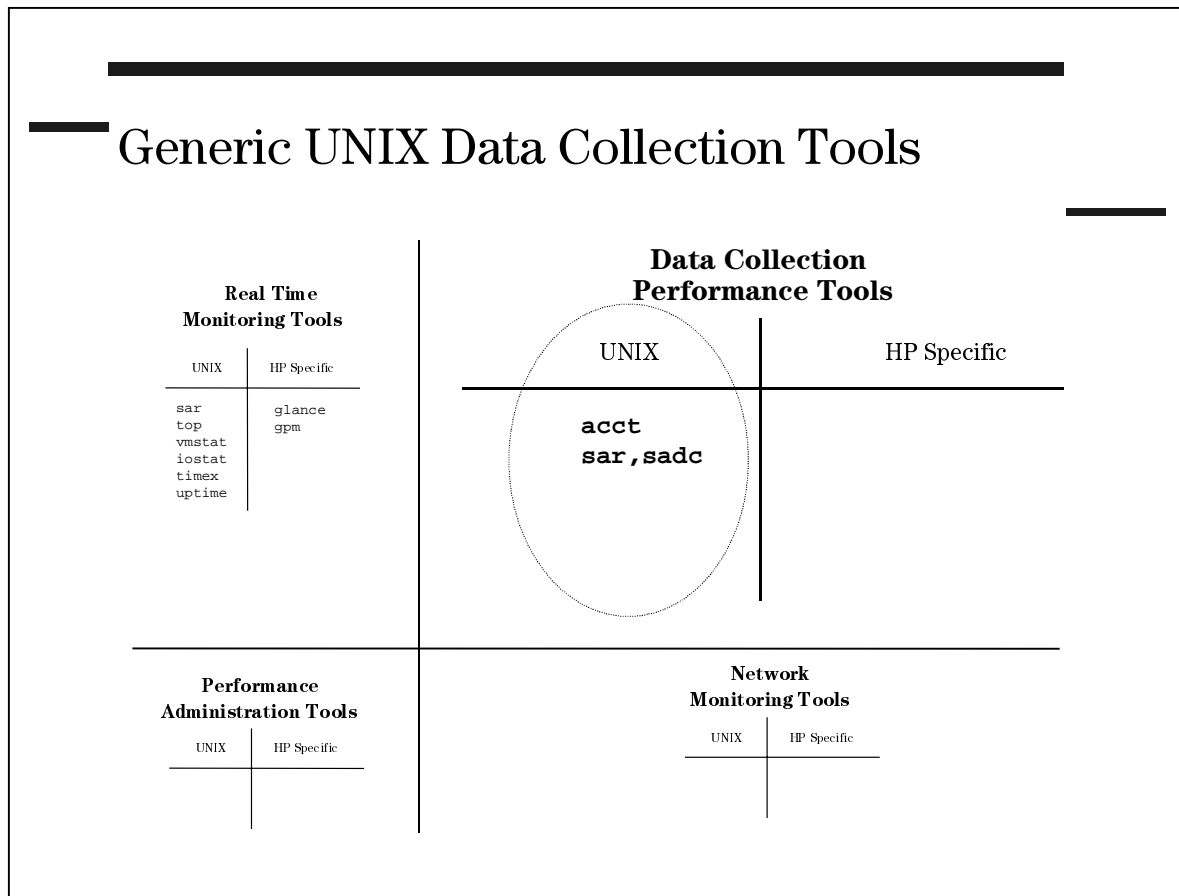 Generic UNIX Data Collection Tools
Real Time
Monitoring Tools
UNIX
HP Specific
sar
top
vmstat
iostat
timex
uptime
glance
gpm
Data Collection
Performance Tools
UNIX
HP Specific
acct
sar,sadc
Performance
Administration Tools
UNIX
HP Specific
Network
Monitoring Tools
UNIX
HP Specific